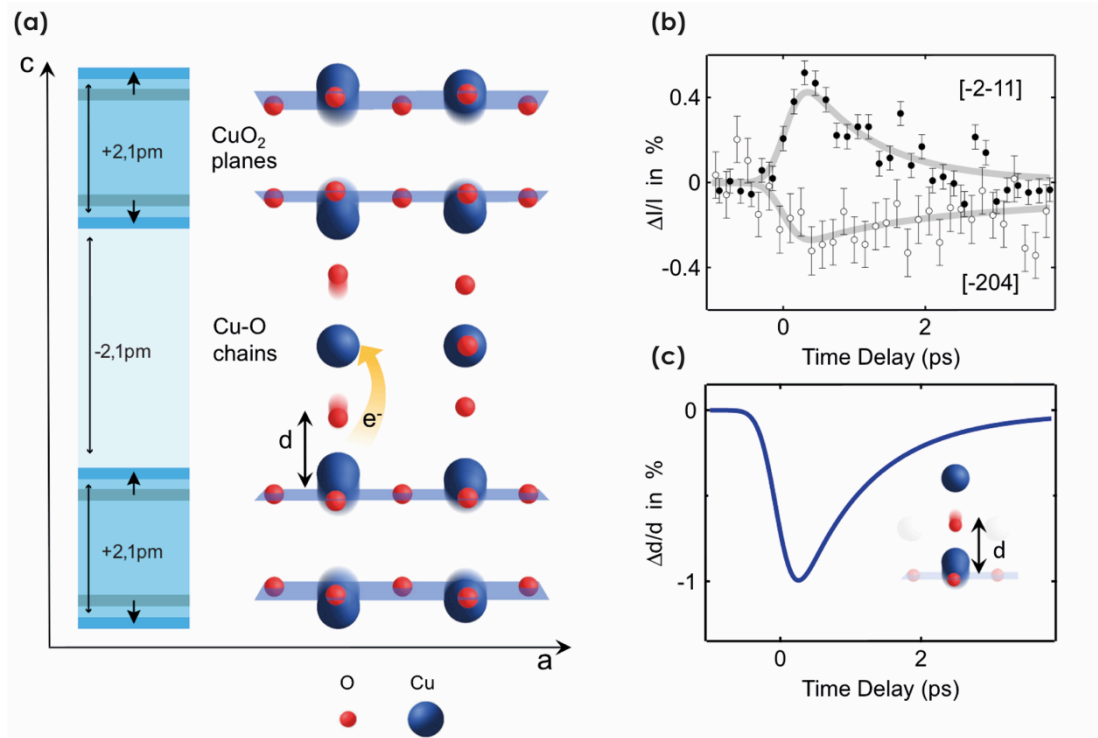 (a)
c
+2,1pm
-2,1pm
+2,1pm
CuO₂
planes
Cu-O
chains
e⁻
d
a
O
Cu
(b)
[-2-11]
[-204]
ΔI/I in %
0.4
0
-0.4
0
2
Time Delay (ps)
(c)
Δd/d in %
0
-1
d
0
2
Time Delay (ps)